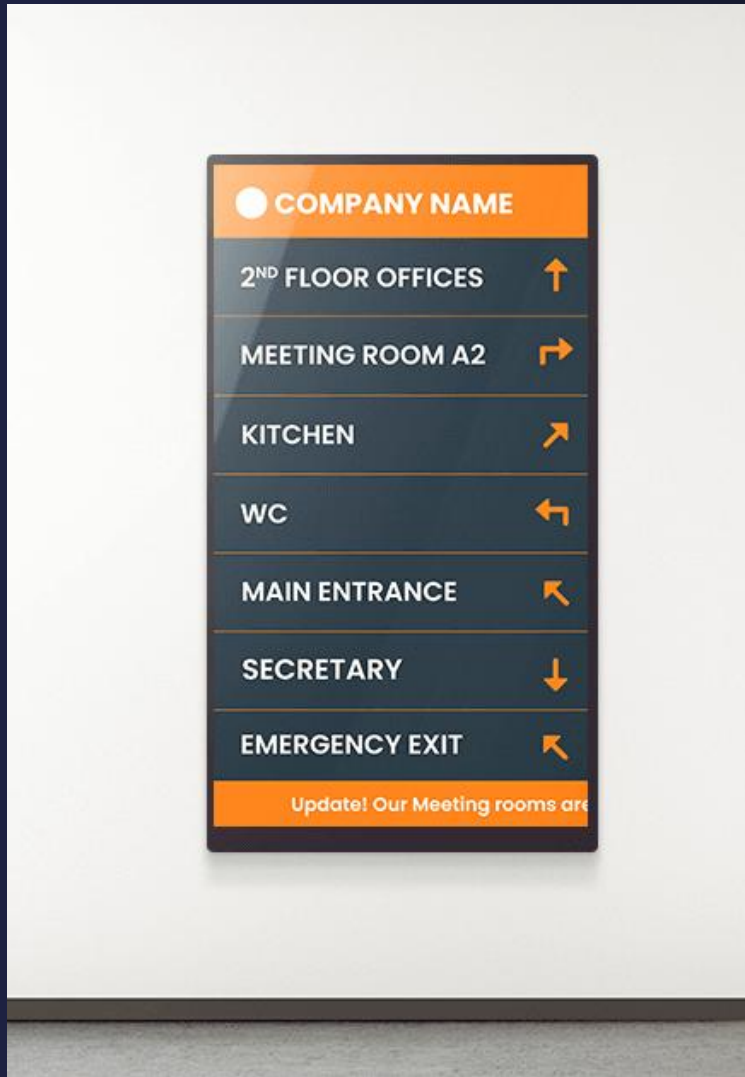 COMPANY NAME
2ND FLOOR OFFICES
MEETING ROOM A2
KITCHEN
WC
MAIN ENTRANCE
SECRETARY
EMERGENCY EXIT
Update! Our Meeting rooms are